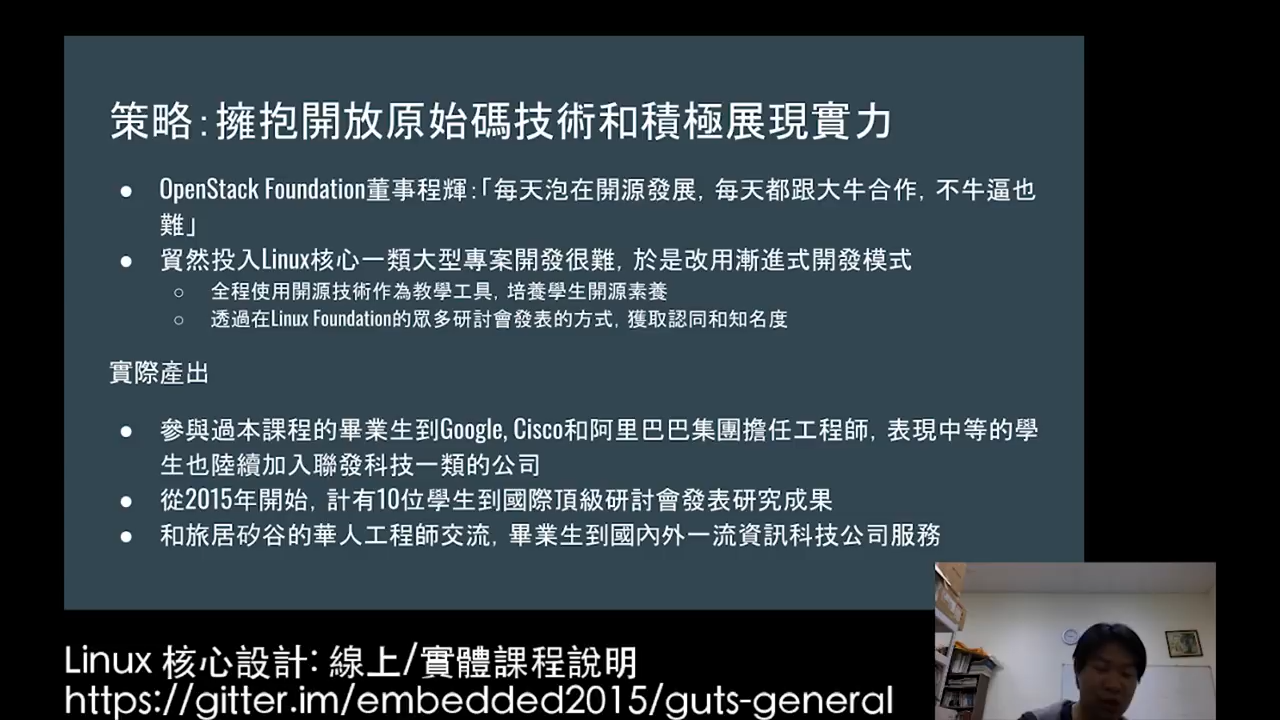 策略：擁抱開放原始碼技術和積極展現實力
● OpenStack Foundation董事程輝：「每天泡在開源發展，每天都跟大牛合作，不牛逼也
難」
● 貿然投入Linux核心一類大型專案開發很難，於是改用漸進式開發模式
○ 全程使用開源技術作為教學工具，培養學生開源素養
○ 透過在Linux Foundation的眾多研討會發表的方式，獲取認同和知名度
實際產出
● 參與過本課程的畢業生到Google, Cisco和阿里巴巴集團擔任工程師，表現中等的學
生也陸續加入聯發科技一類的公司
● 從2015年開始，計有10位學生到國際頂級研討會發表研究成果
● 和旅居矽谷的華人工程師交流，畢業生到國內外一流資訊科技公司服務
Linux 核心設計: 線上/實體課程說明
https://gitter.im/embedded2015/guts-general